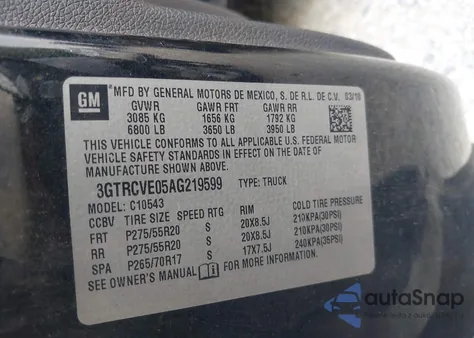 GM
MFD BY GENERAL MOTORS DE MEXICO, S. DE R.L. DE C.V. 03/10
GVWR GAWR FRT GAWR RR
3085 KG 1656 KG 1792 KG
6800 LB 3650 LB 3950 LB
THIS VEHICLE CONFORMS TO ALL APPLICABLE U.S. FEDERAL MOTOR
VEHICLE SAFETY STANDARDS IN EFFECT ON THE DATE OF
MANUFACTURE SHOWN ABOVE.
3GTRCVE05AG219599 TYPE: TRUCK
MODEL: C10543
CCBV TIRE SIZE SPEED RTG RIM COLD TIRE PRESSURE
FRT P275/55R20 S 20X8.5J 210KPA(30PSI)
RR P275/55R20 S 20X8.5J 210KPA(30PSI)
SPA P265/70R17 S 17X7.5J 240KPA(35PSI)
SEE OWNER'S MANUAL FOR MORE INFORMATION.
autoSnap